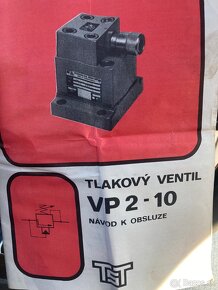 TLAKOVÝ VENTIL
VP 2 - 10
NÁVOD K OBSLUZE